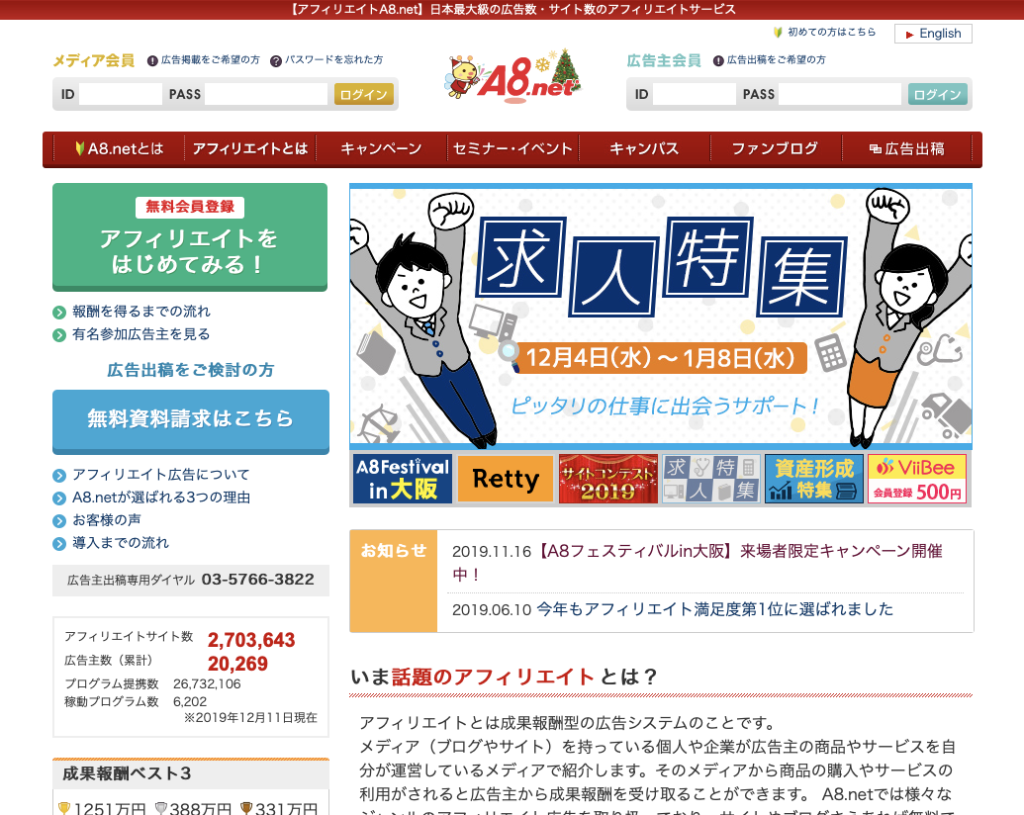 【アフィリエイトA8.net】日本最大級の広告数・サイト数のアフィリエイトサービス
初めての方はこちら
English
メディア会員 広告掲載をご希望の方 パスワードを忘れた方
ID PASS ログイン
A8.net
広告主会員 広告出稿をご希望の方
ID PASS ログイン
A8.netとは アフィリエイトとは キャンペーン セミナー・イベント キャンパス ファンブログ 広告出稿
無料会員登録
アフィリエイトを
はじめてみる！
報酬を得るまでの流れ
有名参加広告主を見る
広告出稿をご検討の方
無料資料請求はこちら
アフィリエイト広告について
A8.netが選ばれる3つの理由
お客様の声
導入までの流れ
広告主出稿専用ダイヤル 03-5766-3822
アフィリエイトサイト数 2,703,643
広告主数（累計） 20,269
プログラム提携数 26,732,106
稼動プログラム数 6,202
※2019年12月11日現在
成果報酬ベスト3
1251万円 388万円 331万円
求人特集
12月4日(水)～1月8日(水)
ピッタリの仕事に出会うサポート！
A8Festival
in大阪
Retty
サイトコンテスト
2019
求 特
人 集
資産形成
特集
ViiBee
会員登録 500円
お知らせ
2019.11.16【A8フェスティバルin大阪】来場者限定キャンペーン開催
中！
2019.06.10 今年もアフィリエイト満足度第1位に選ばれました
いま話題のアフィリエイトとは？
アフィリエイトとは成果報酬型の広告システムのことです。
メディア（ブログやサイト）を持っている個人や企業が広告主の商品やサービスを自
分が運営しているメディアで紹介します。そのメディアから商品の購入やサービスの
利用がされると広告主から成果報酬を受け取ることができます。 A8.netでは様々な